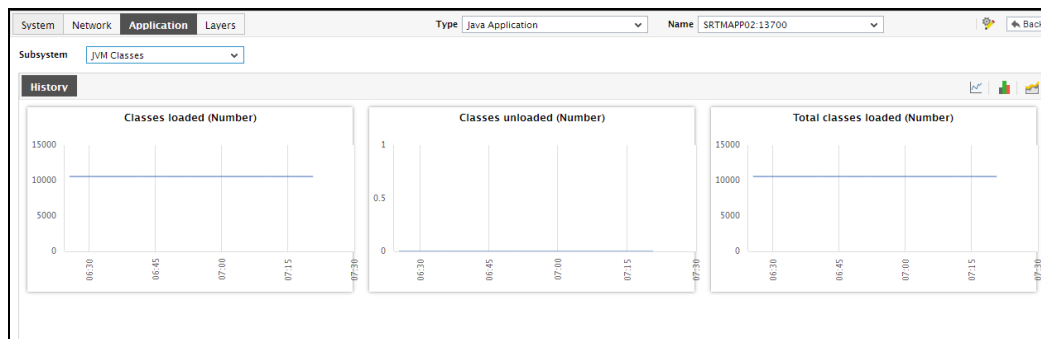 System Network Application Layers Type Java Application Name SRTMAPP02:13700 Back
Subsystem JVM Classes
History
Classes loaded (Number)
15000
10000
5000
0
06:30 06:45 07:00 07:15 07:30
Classes unloaded (Number)
1
0.5
0
06:30 06:45 07:00 07:15 07:30
Total classes loaded (Number)
15000
10000
5000
0
06:30 06:45 07:00 07:15 07:30